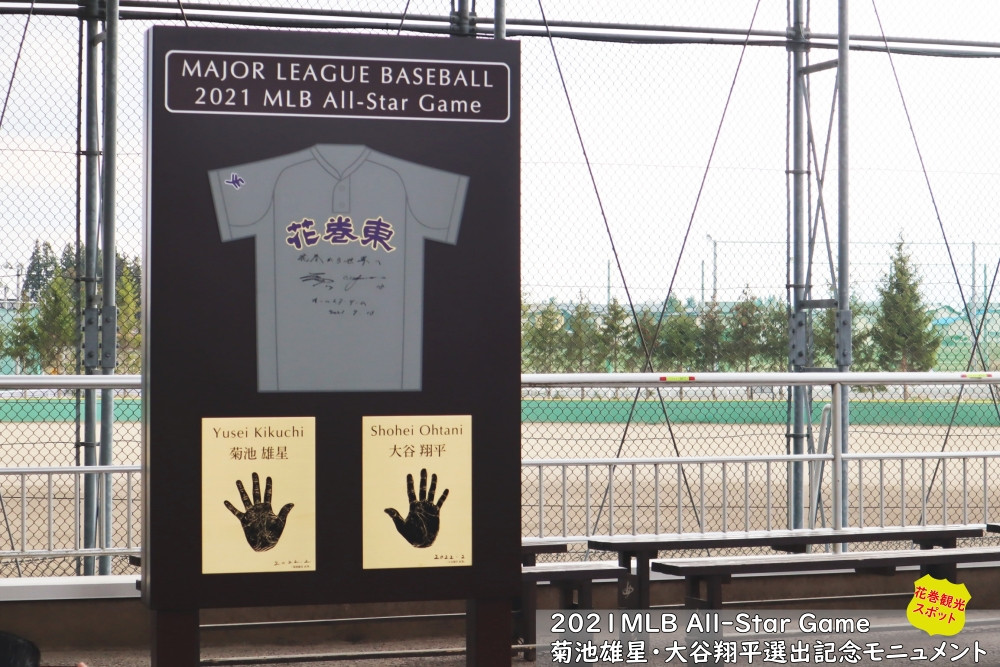 MAJOR LEAGUE BASEBALL
2021 MLB All-Star Game
花巻東
Yusei Kikuchi
菊池 雄星
Shohei Ohtani
大谷 翔平
花巻観光
スポット
2021MLB All-Star Game
菊池雄星・大谷翔平選出記念モニュメント